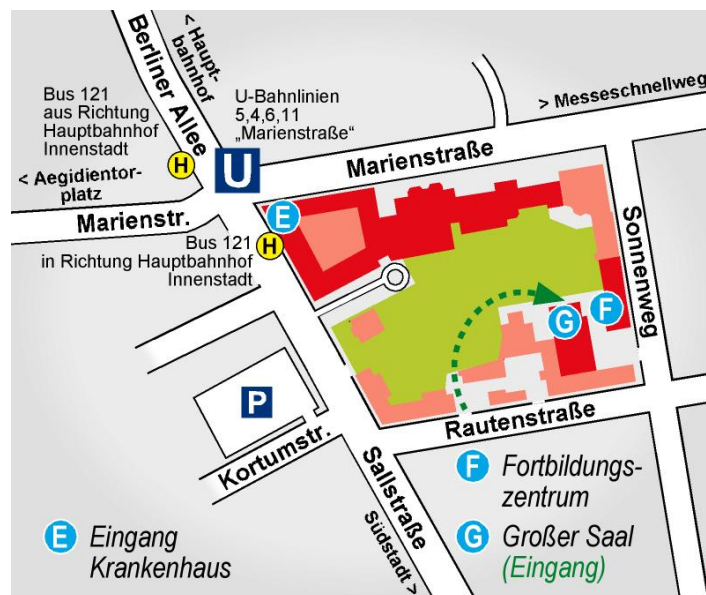 Berliner Allee
< Haupt-
bahnhof
Bus 121
aus Richtung
Hauptbahnhof
Innenstadt
U-Bahnlinien
5,4,6,11
„Marienstraße“
> Messeschnellweg
H
U
Marienstraße
< Aegidientor-
platz
Marienstr.
E
Bus 121
in Richtung Hauptbahnhof
Innenstadt
H
Sonnenweg
G
F
P
Rautenstraße
Kortumstr.
Sallstraße
Südstadt >
F Fortbildungs-
zentrum
E Eingang
Krankenhaus
G Großer Saal
(Eingang)